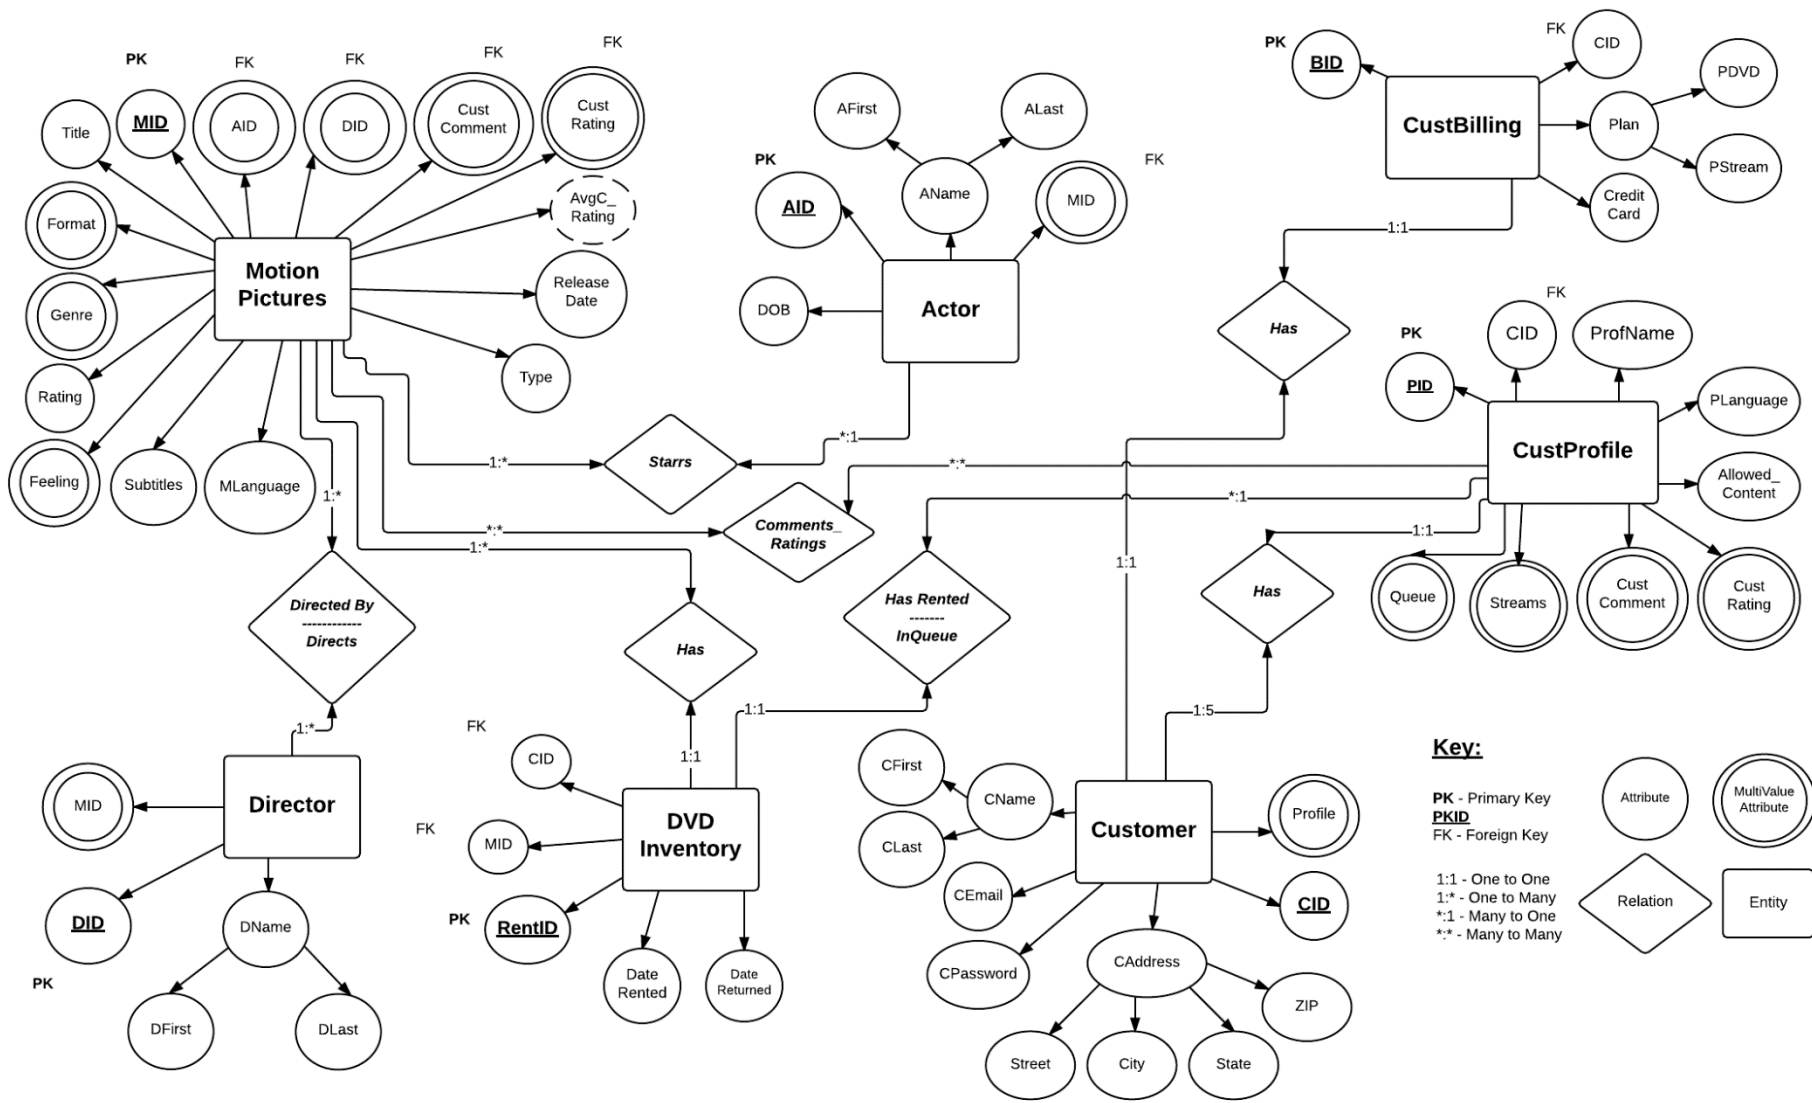 PK
FK
FK
FK
FK
Title
MID
AID
DID
Cust
Comment
Cust
Rating
AvgC_
Rating
Format
Genre
Rating
Feeling
Subtitles
MLanguage
Release
Date
Type
Motion
Pictures
1:*
1:*
*:*
1:*
AFirst
ALast
PK
FK
AID
AName
MID
DOB
Actor
*:1
Starrs
Comments_
Ratings
*:*
PK
FK
BID
CID
PDVD
CustBilling
Plan
PStream
Credit
Card
1:1
Has
FK
PK
CID
ProfName
PID
PLanguage
CustProfile
Allowed_
Content
*:1
1:1
Queue
Streams
Cust
Comment
Cust
Rating
1:1
Has
1:5
Directed By
------------
Directs
1:*
Has
1:1
Has Rented
-------
InQueue
1:1
MID
Director
DID
PK
DName
DFirst
DLast
FK
CID
FK
MID
DVD
Inventory
PK
RentID
Date
Rented
Date
Returned
CFirst
CName
CLast
Customer
Profile
CEmail
CID
CPassword
CAddress
ZIP
Street
City
State
Key:
PK - Primary Key
PKID
FK - Foreign Key
1:1 - One to One
1:* - One to Many
*:1 - Many to One
*:* - Many to Many
Attribute
MultiValue
Attribute
Relation
Entity